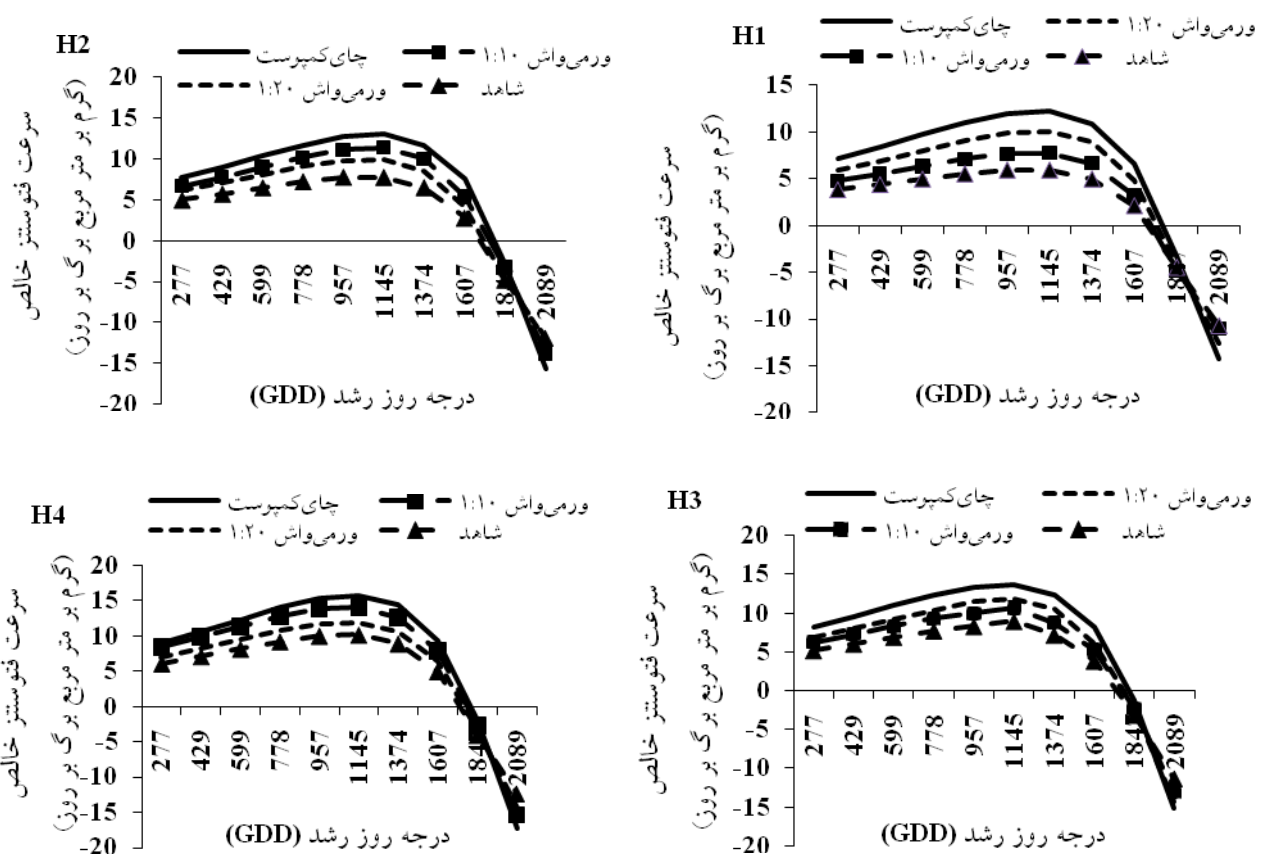 H1
چای‌کمپوست ورمی‌واش ۱:۲۰
ورمی‌واش ۱:۱۰ شاهد
سرعت فتوسنتز خالص
(گرم بر متر مربع برگ بر روز)
15
10
5
0
-5
-10
-15
-20
277 429 599 778 957 1145 1374 1607 2089
درجه روز رشد (GDD)
H2
چای‌کمپوست ورمی‌واش ۱:۱۰
ورمی‌واش ۱:۲۰ شاهد
سرعت فتوسنتز خالص
(گرم بر متر مربع برگ بر روز)
20
15
10
5
0
-5
-10
-15
-20
277 429 599 778 957 1145 1374 1607 2089
درجه روز رشد (GDD)
H3
چای‌کمپوست ورمی‌واش ۱:۲۰
ورمی‌واش ۱:۱۰ شاهد
سرعت فتوسنتز خالص
(گرم بر متر مربع برگ بر روز)
20
15
10
5
0
-5
-10
-15
-20
277 429 599 778 957 1145 1374 1607 2089
درجه روز رشد (GDD)
H4
چای‌کمپوست ورمی‌واش ۱:۱۰
ورمی‌واش ۱:۲۰ شاهد
سرعت فتوسنتز خالص
(گرم بر متر مربع برگ بر روز)
20
15
10
5
0
-5
-10
-15
-20
277 429 599 778 957 1145 1374 1607 2089
درجه روز رشد (GDD)